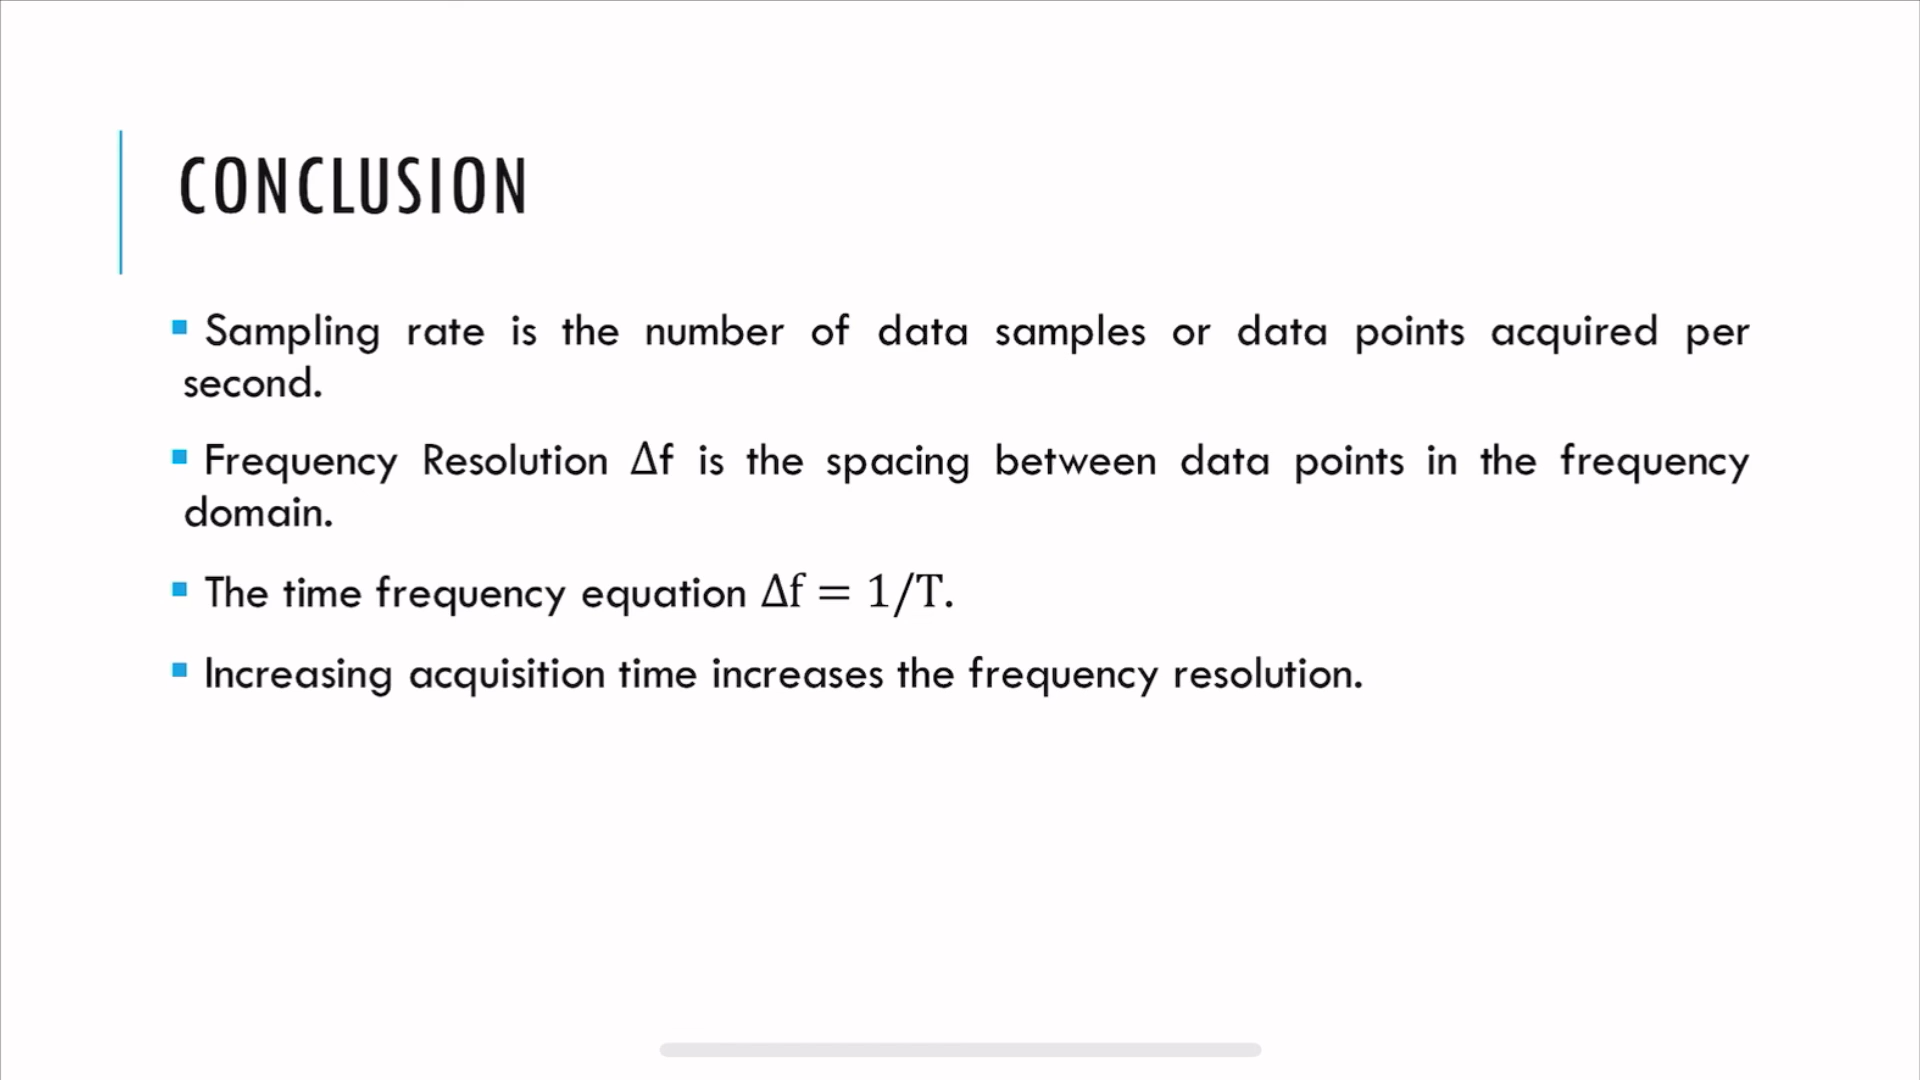 CONCLUSION
▪ Sampling rate is the number of data samples or data points acquired per
second.
▪ Frequency Resolution Δf is the spacing between data points in the frequency
domain.
▪ The time frequency equation Δf = 1/T.
▪ Increasing acquisition time increases the frequency resolution.